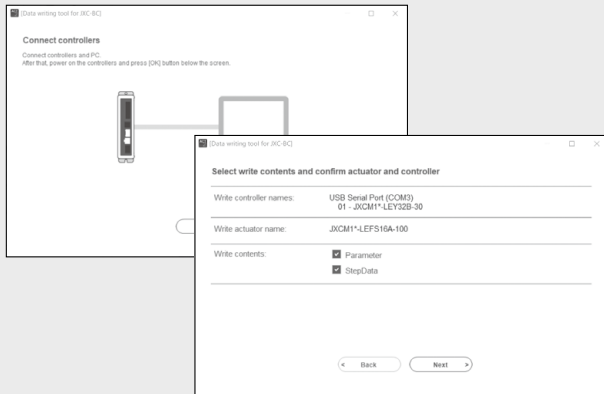 [Data writing tool for JXC-BC]
Connect controllers
Connect controllers and PC.
After that, power on the controllers and press [OK] button below the screen.
[Data writing tool for JXC-BC]
Select write contents and confirm actuator and controller
Write controller names:
USB Serial Port (COM3)
01 - JXCM1*-LEY32B-30
Write actuator name:
JXCM1*-LEFS16A-100
Write contents:
Parameter
StepData
< Back
Next >